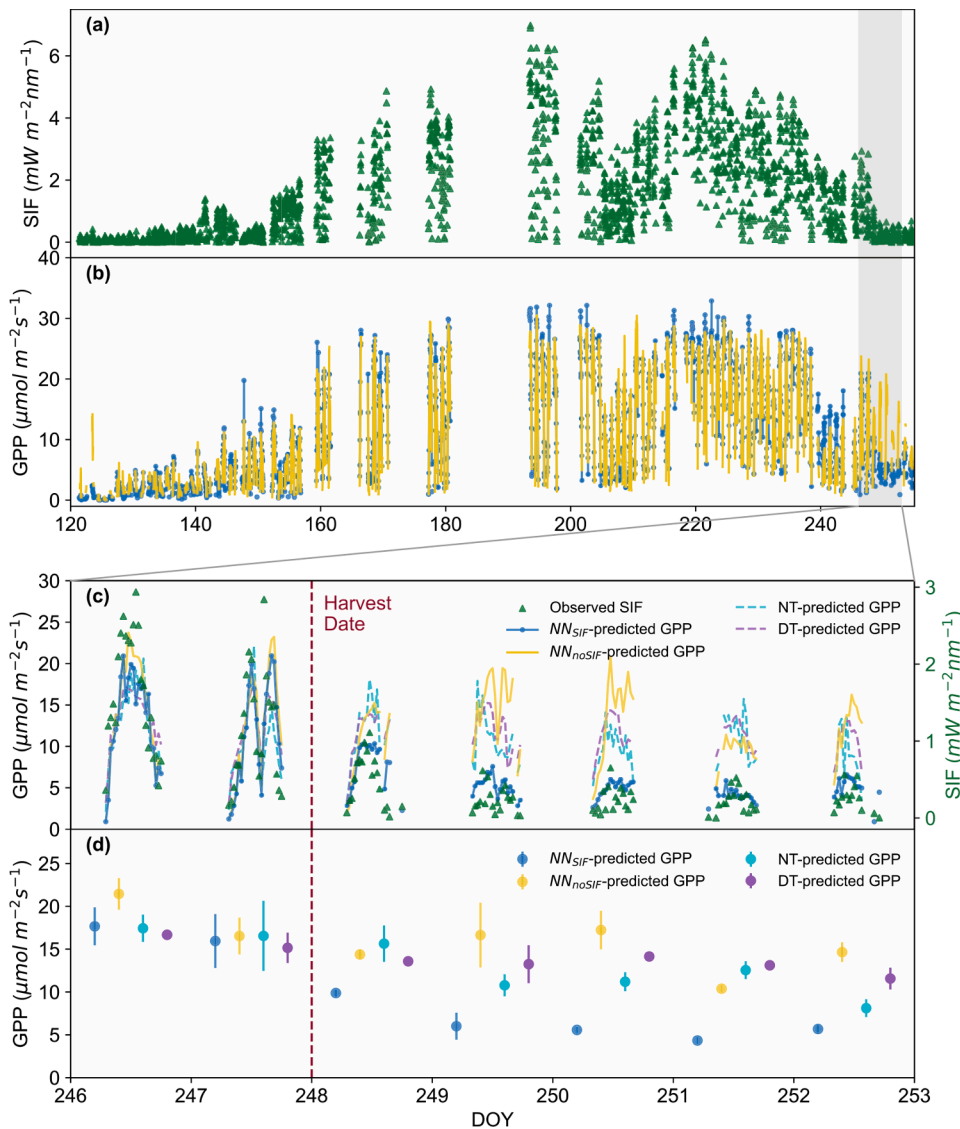 (a)
SIF (mW m⁻²nm⁻¹)
6
4
2
0
(b)
GPP (μmol m⁻²s⁻¹)
40
30
20
10
0
120 140 160 180 200 220 240
(c)
GPP (μmol m⁻²s⁻¹)
30
25
20
15
10
5
0
Harvest
Date
Observed SIF
NN_SIF-predicted GPP
NN_noSIF-predicted GPP
NT-predicted GPP
DT-predicted GPP
3
2
1
0
SIF (mW m⁻²nm⁻¹)
(d)
GPP (μmol m⁻²s⁻¹)
25
20
15
10
5
0
NN_SIF-predicted GPP
NN_noSIF-predicted GPP
NT-predicted GPP
DT-predicted GPP
246 247 248 249 250 251 252 253
DOY